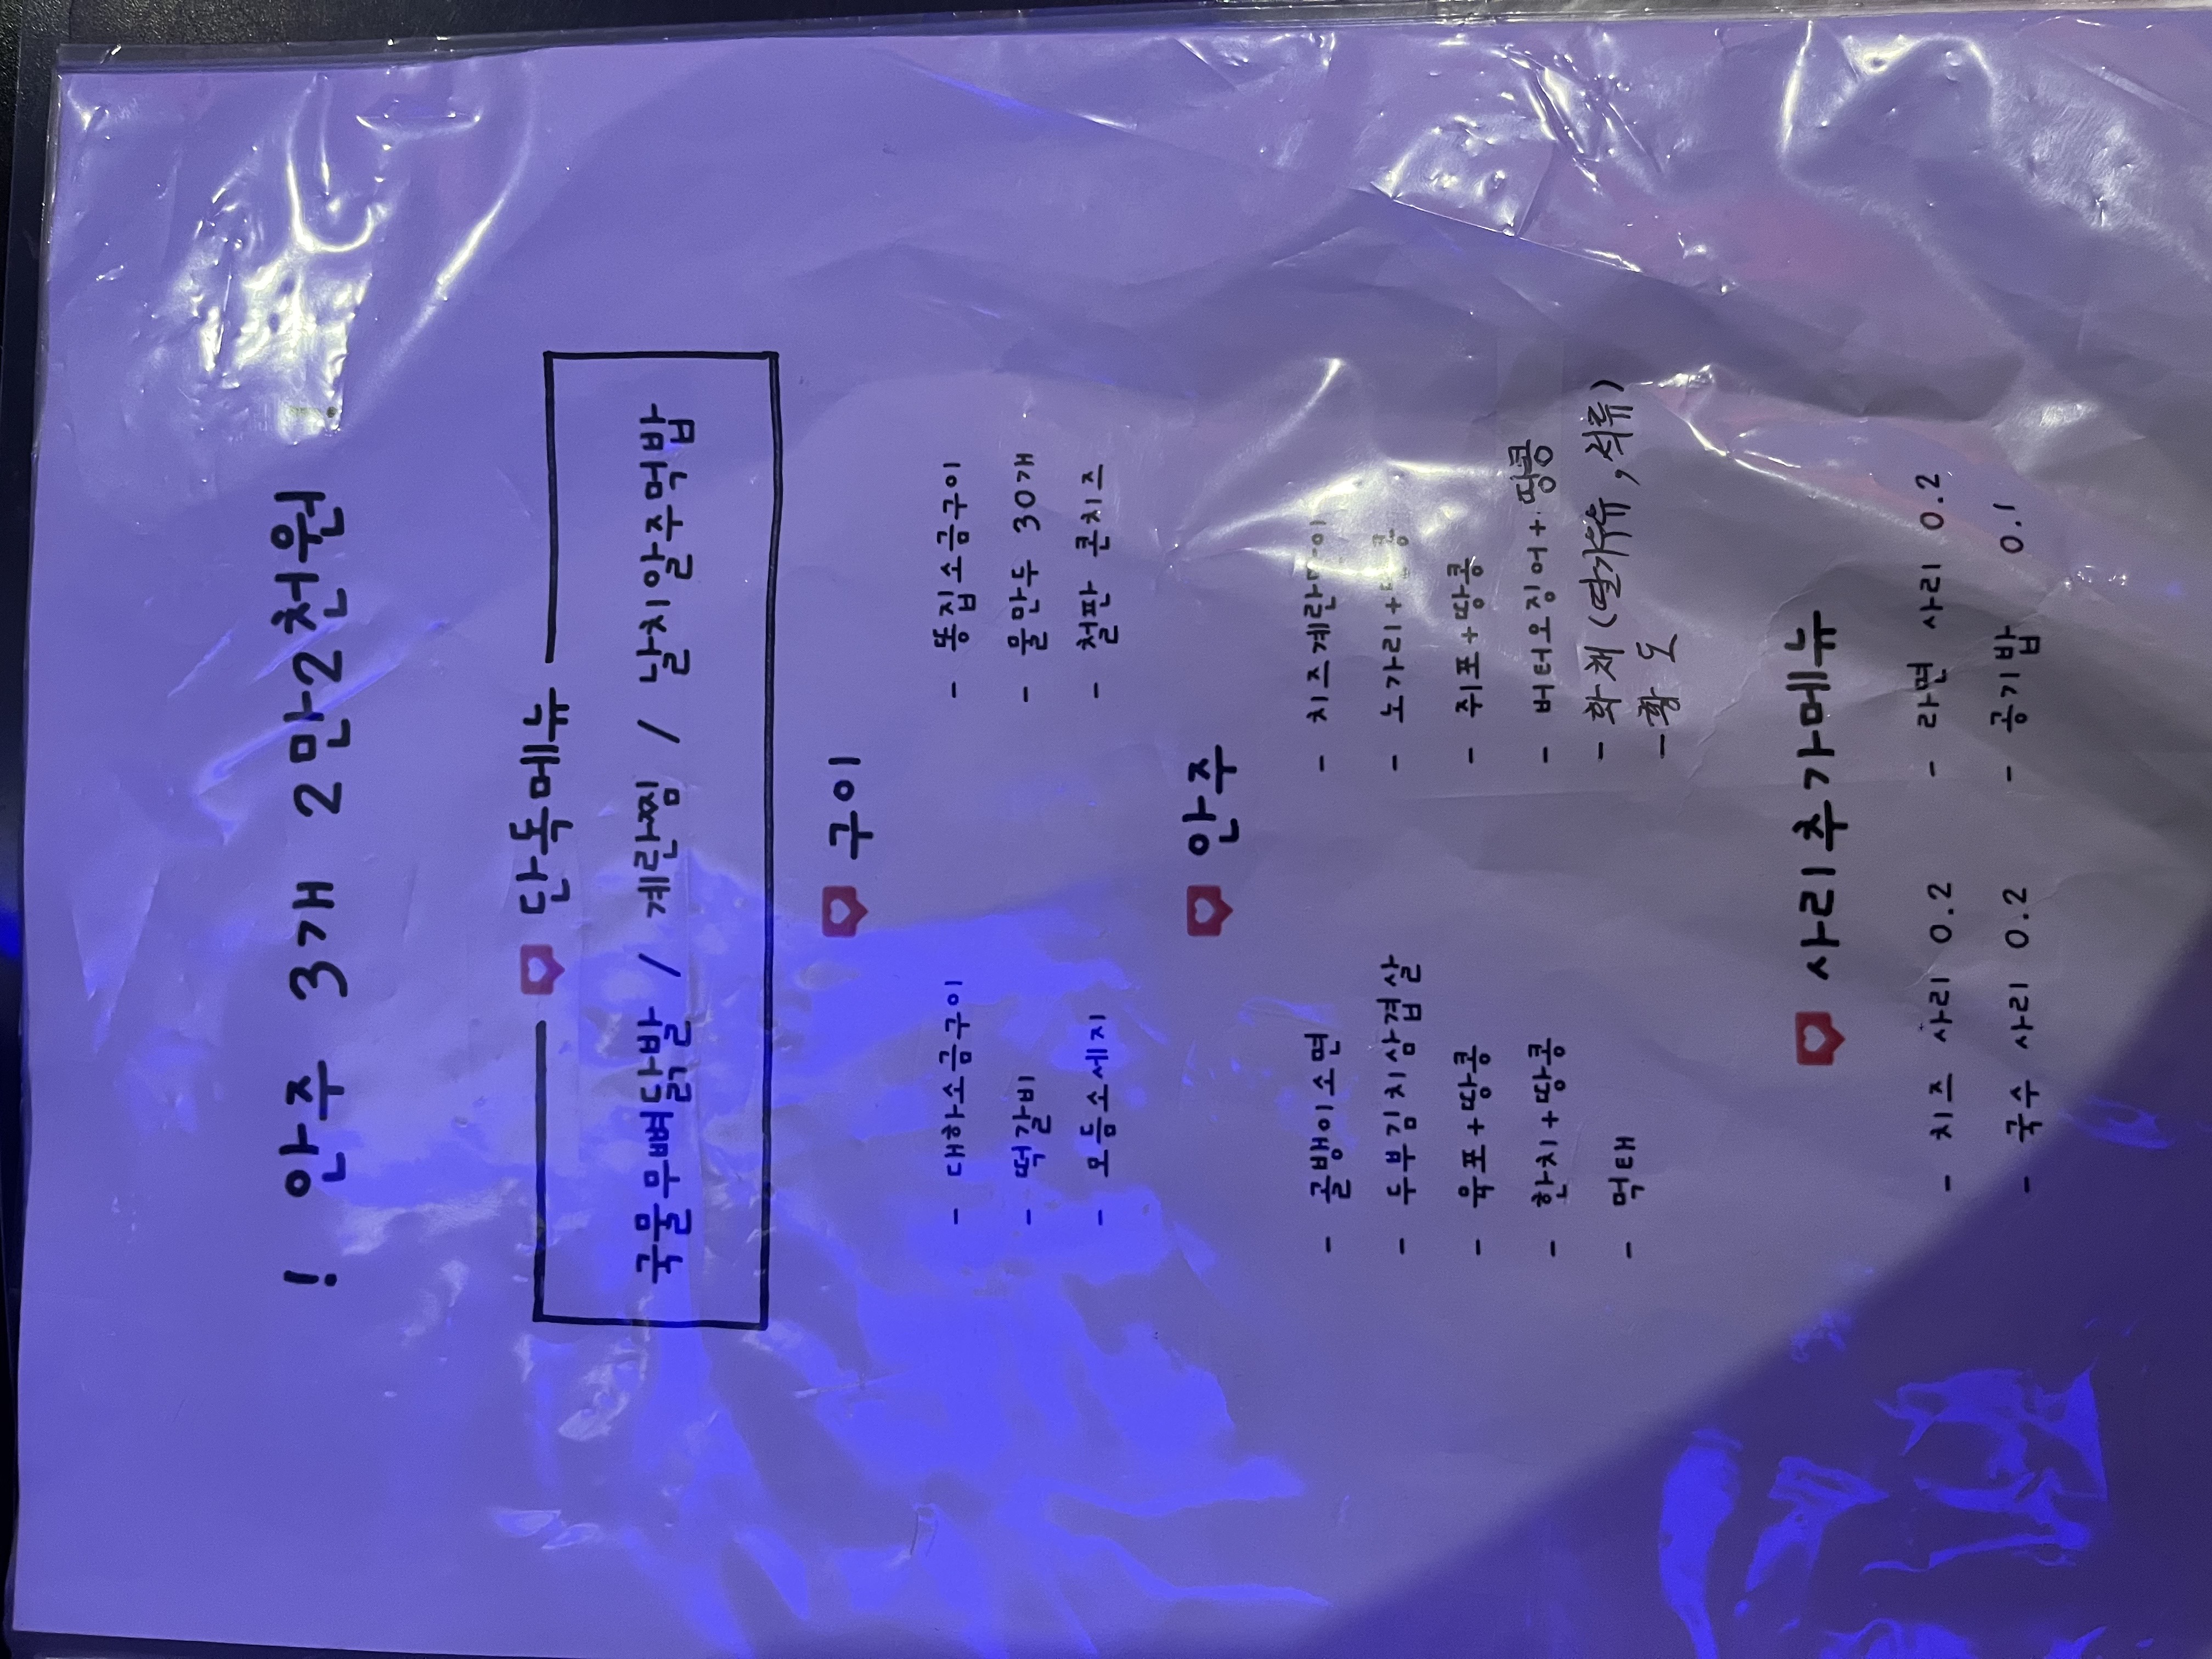 ! 안주 3개 2만2천원 !
단독메뉴
국물무뼈닭발 / 계란찜 / 날치알주먹밥
구이
- 대하소금구이
- 똥집소금구이
- 떡갈비
- 물만두 30개
- 모듬소세지
- 철판 콘치즈
안주
- 골뱅이소면
- 치즈계란말이
- 두부김치삼겹살
- 노가리+땅콩
- 육포+땅콩
- 쥐포+땅콩
- 한치+땅콩
- 버터오징어+땅콩
- 먹태
- 화채 (딸기우유, 석류)
- 황도
사리추가메뉴
- 치즈 사리 0.2
- 라면 사리 0.2
- 국수 사리 0.2
- 공기밥 0.1